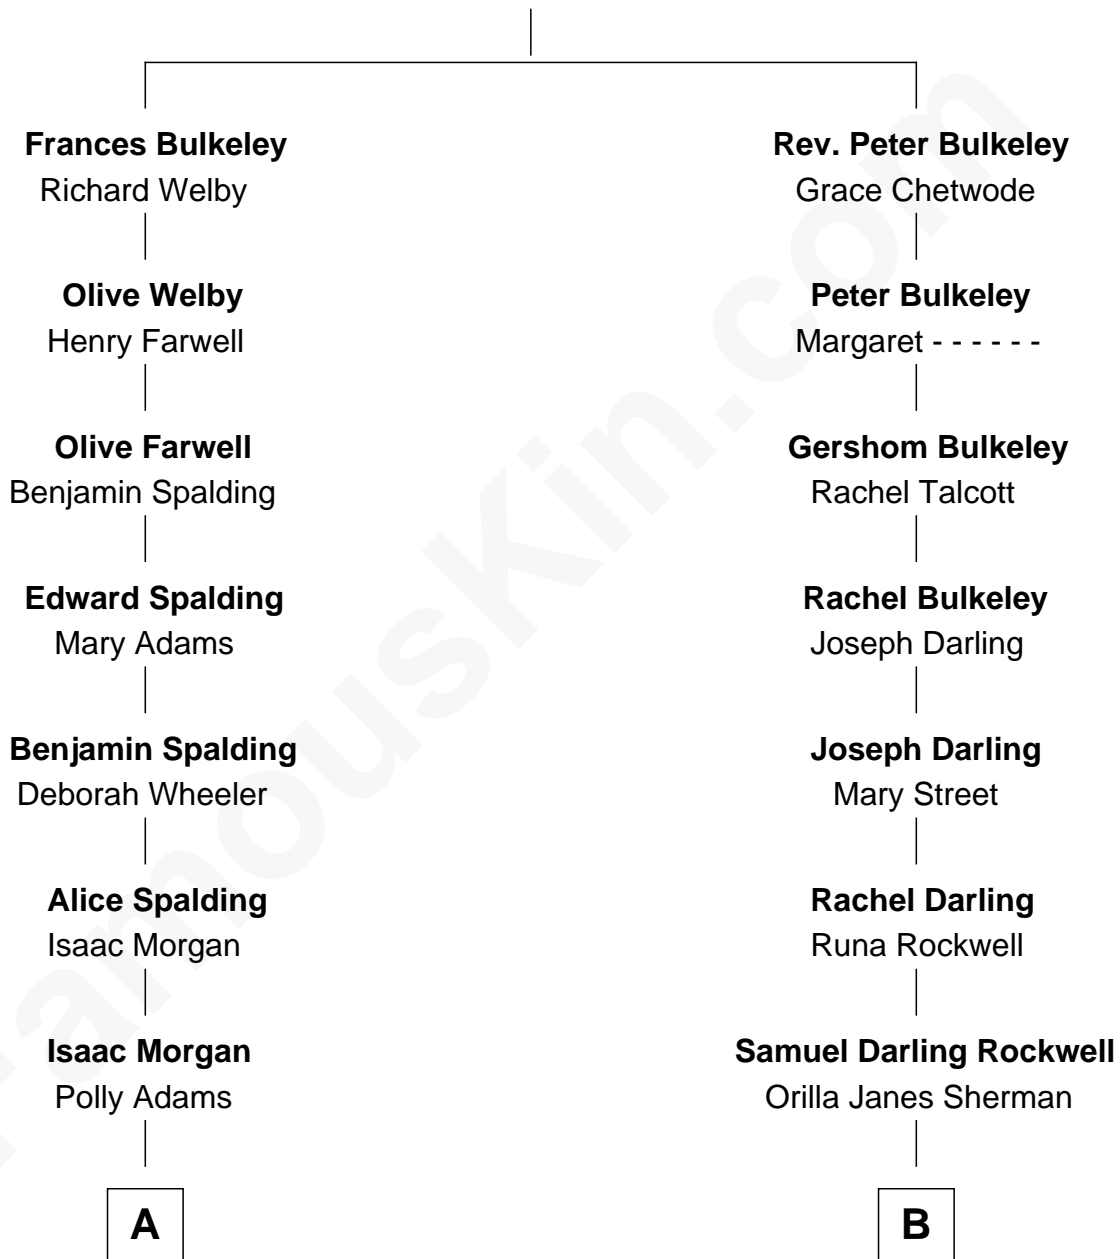 Frances Bulkeley
Richard Welby
Olive Welby
Henry Farwell
Olive Farwell
Benjamin Spalding
Edward Spalding
Mary Adams
Benjamin Spalding
Deborah Wheeler
Alice Spalding
Isaac Morgan
Isaac Morgan
Polly Adams
A
Rev. Peter Bulkeley
Grace Chetwode
Peter Bulkeley
Margaret - - - - - -
Gershom Bulkeley
Rachel Talcott
Rachel Bulkeley
Joseph Darling
Joseph Darling
Mary Street
Rachel Darling
Runa Rockwell
Samuel Darling Rockwell
Orilla Janes Sherman
B
FamousKin.com